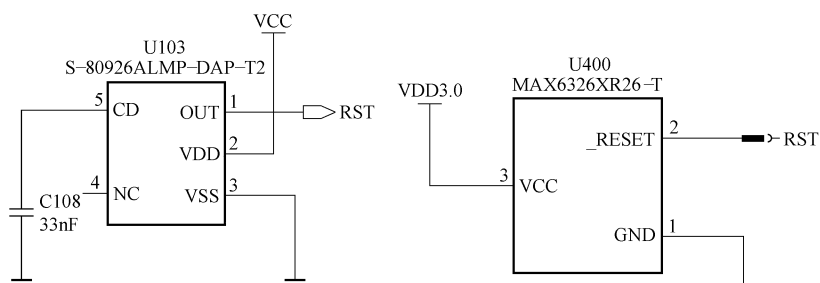 VCC
U103
S-80926ALMP-DAP-T2
5
CD
OUT
1
RST
VDD
2
4
NC
VSS
3
C108
33nF
U400
MAX6326XR26-T
VDD3.0
_RESET
2
RST
3
VCC
GND
1